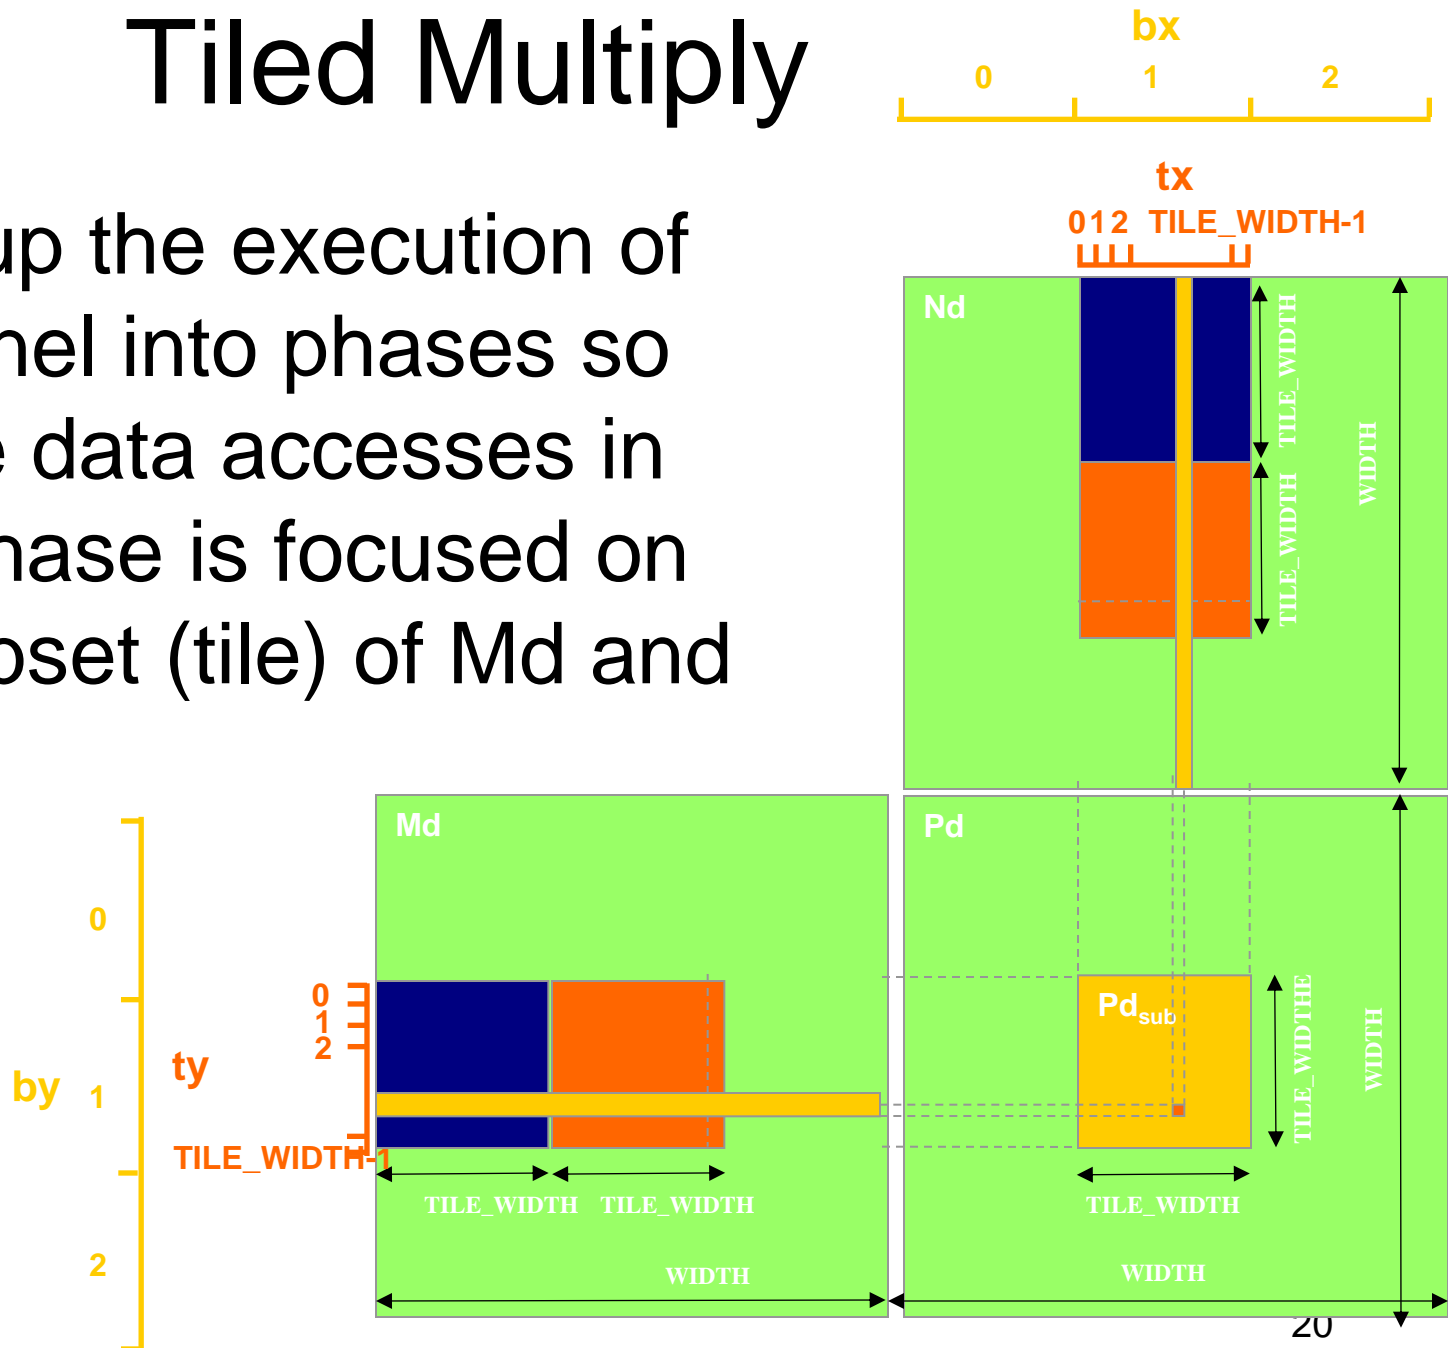 Tiled Multiply
up the execution of
nel into phases so
e data accesses in
hase is focused on
bset (tile) of Md and
bx
0 1 2
tx
0 1 2 TILE_WIDTH-1
Nd
TILE_WIDTH
TILE_WIDTH
WIDTH
Md
Pd
by
0
1
2
ty
0
1
2
TILE_WIDTH-1
TILE_WIDTH TILE_WIDTH
WIDTH
Pdsub
TILE_WIDTHE
WIDTH
TILE_WIDTH
WIDTH
20